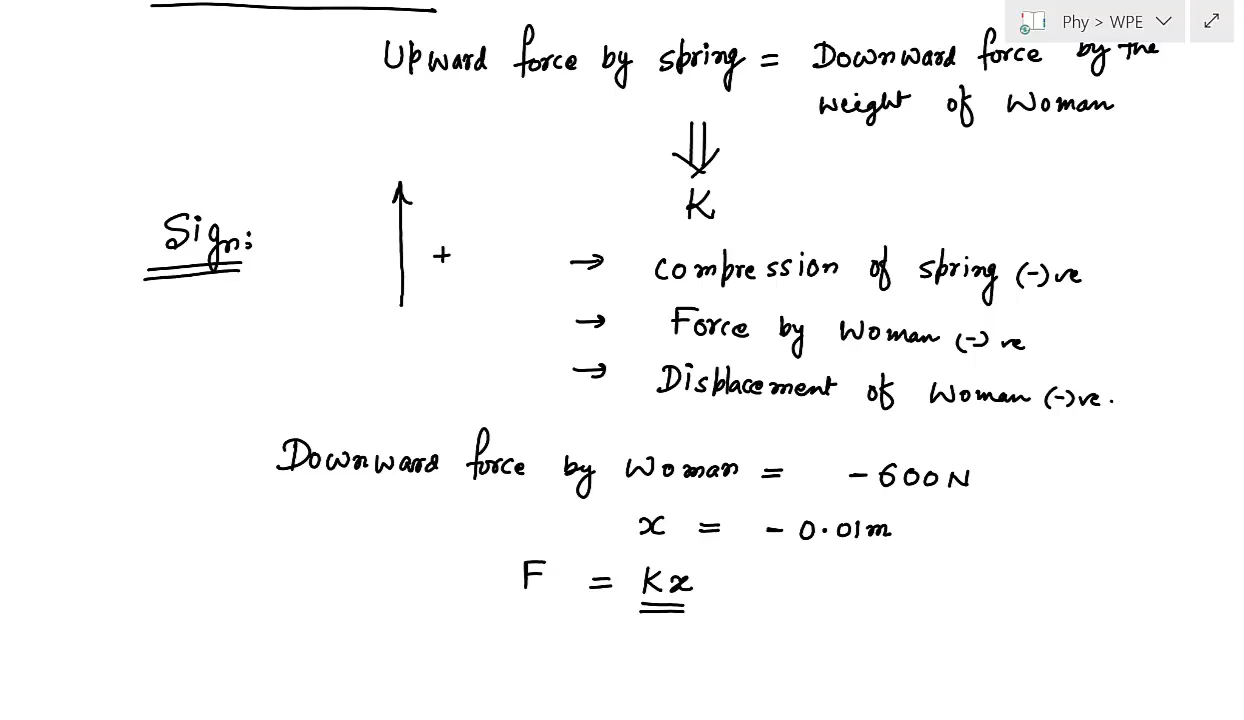 Phy > WPE
Upward force by spring = Downward force by the
weight of Woman
K
Sign:
+
→ Compression of spring (-)ve
→ Force by Woman (-)ve
→ Displacement of Woman (-)ve.
Downward force by Woman = - 600N
x = - 0.01m
F = Kx